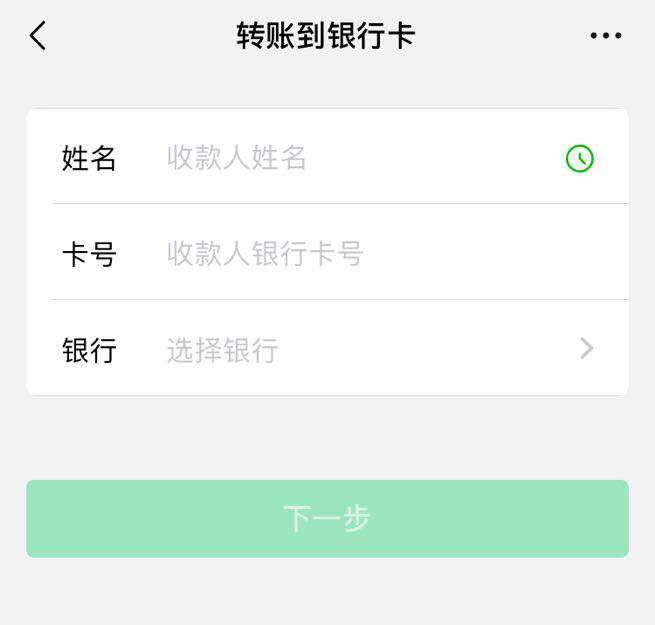 转账到银行卡
姓名 收款人姓名
卡号 收款人银行卡号
银行 选择银行
下一步